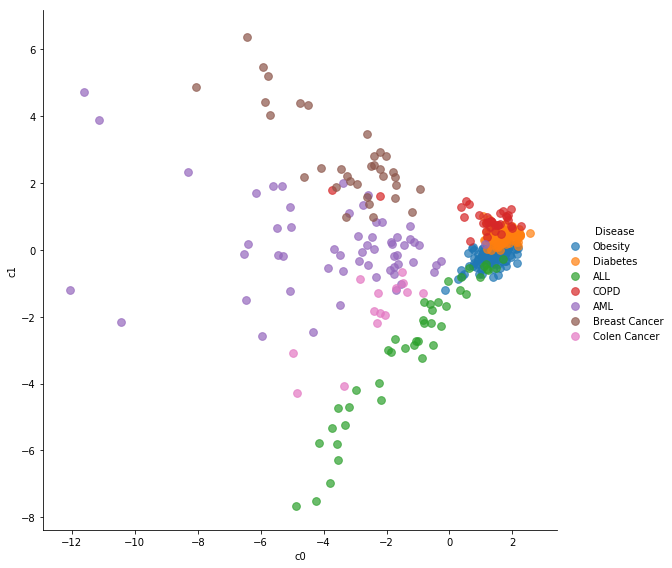 6
4
2
0
−2
−4
−6
−8
c1
−12
−10
−8
−6
−4
−2
0
2
c0
Disease
Obesity
Diabetes
ALL
COPD
AML
Breast Cancer
Colen Cancer